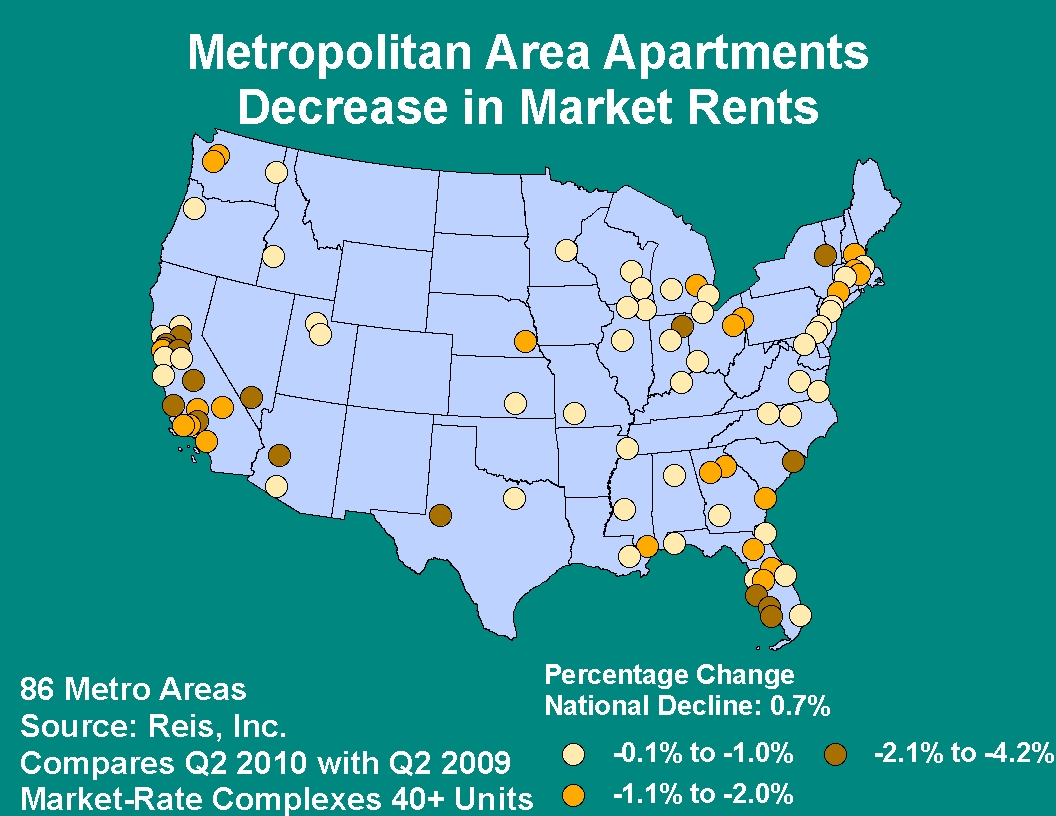 Metropolitan Area Apartments
Decrease in Market Rents
86 Metro Areas
Source: Reis, Inc.
Compares Q2 2010 with Q2 2009
Market-Rate Complexes 40+ Units
Percentage Change
National Decline: 0.7%
-0.1% to -1.0%
-2.1% to -4.2%
-1.1% to -2.0%